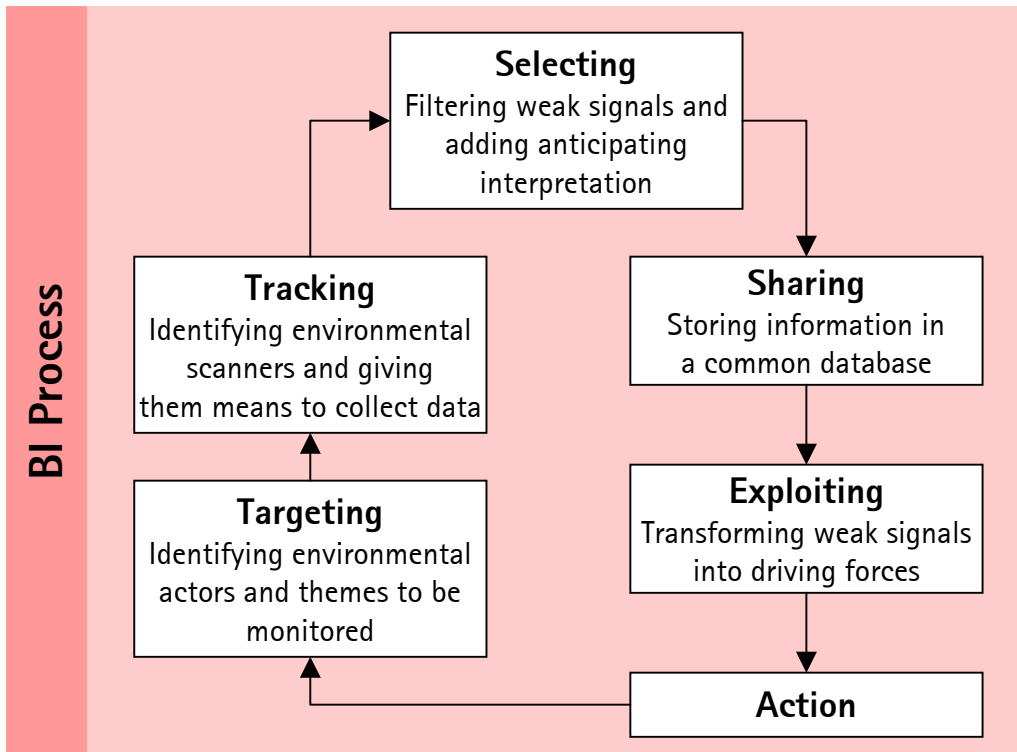 BI Process
Selecting
Filtering weak signals and
adding anticipating
interpretation
Tracking
Identifying environmental
scanners and giving
them means to collect data
Sharing
Storing information in
a common database
Targeting
Identifying environmental
actors and themes to be
monitored
Exploiting
Transforming weak signals
into driving forces
Action